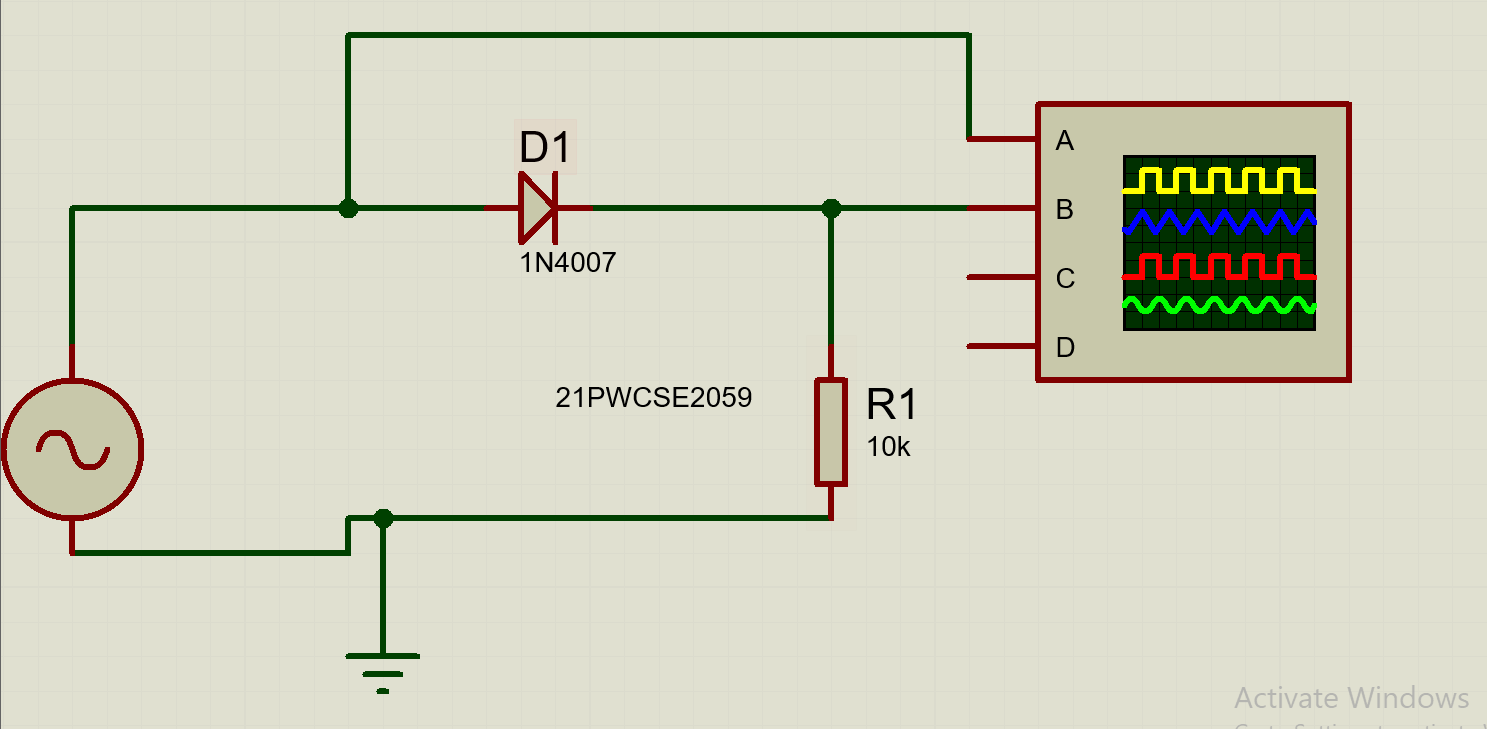 D1
A
B
1N4007
C
D
21PWCSE2059
R1
10k
Activate Windows